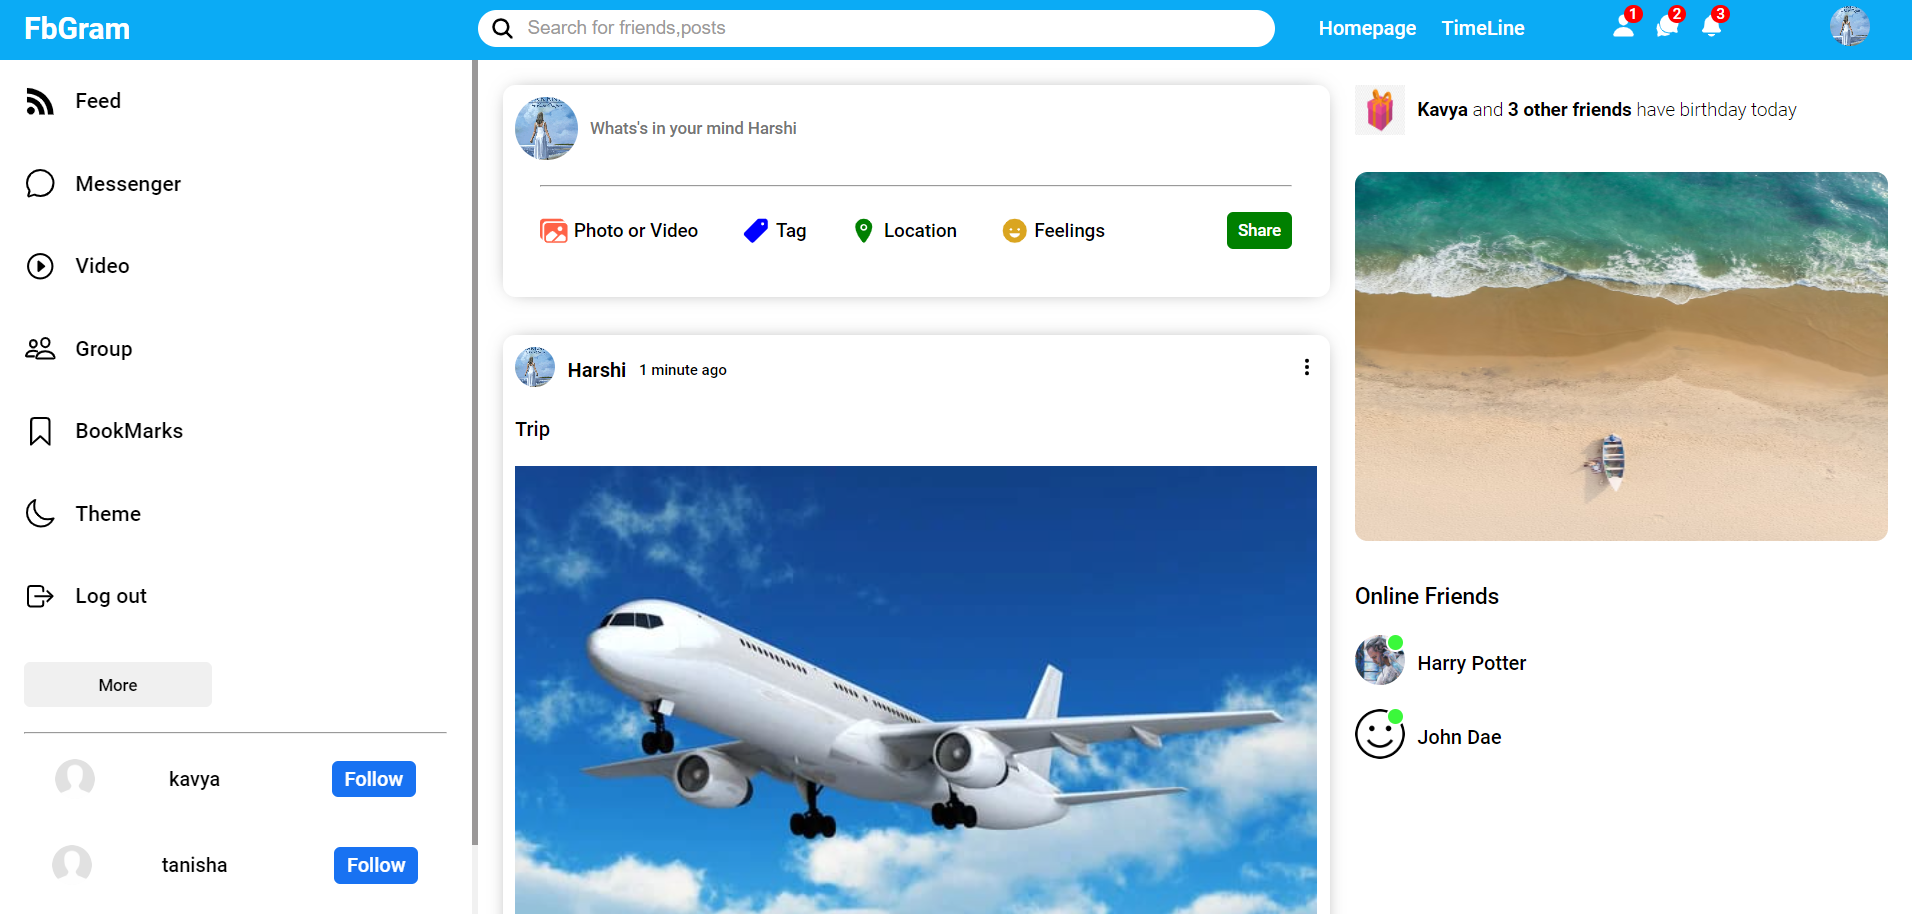 FbGram
Search for friends,posts
Homepage TimeLine
1 2 3
Feed
Messenger
Video
Group
BookMarks
Theme
Log out
More
kavya Follow
tanisha Follow
Whats's in your mind Harshi
Photo or Video Tag Location Feelings Share
Harshi 1 minute ago
Trip
Kavya and 3 other friends have birthday today
Online Friends
Harry Potter
John Dae